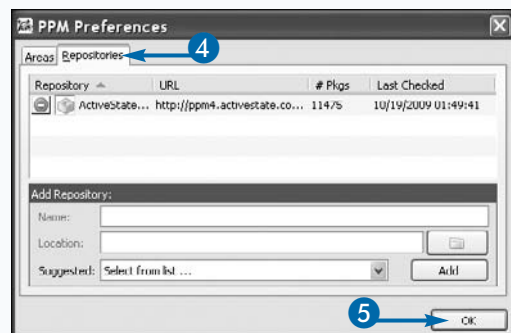 PPM Preferences
Areas Repositories 4
Repository URL # Pkgs Last Checked
ActiveState... http://ppm4.activestate.co... 11475 10/19/2009 01:49:41
Add Repository:
Name:
Location:
Suggested: Select from list ... Add
5 OK